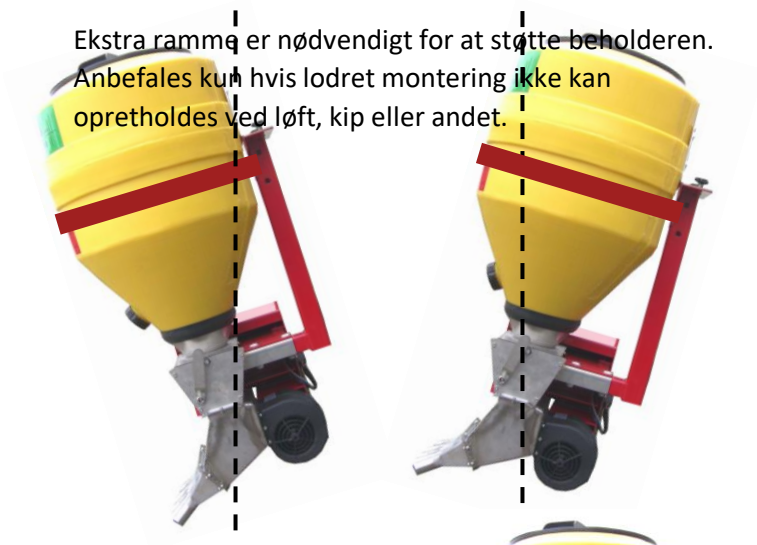 Ekstra ramme er nødvendigt for at støtte beholderen.
Anbefales kun hvis lodret montering ikke kan
opretholdes ved løft, kip eller andet.